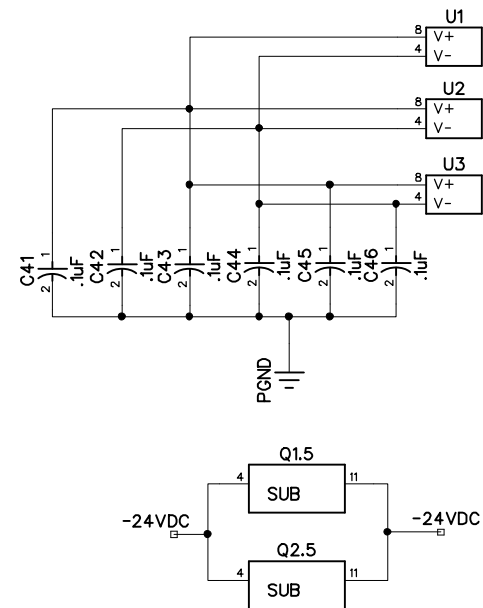 U1
8 V+
4 V-
U2
8 V+
4 V-
U3
8 V+
4 V-
C41 1 2 .1uF
C42 1 2 .1uF
C43 1 2 .1uF
C44 1 2 .1uF
C45 1 2 .1uF
C46 1 2 .1uF
PGND
Q1.5
4 SUB 11
-24VDC
-24VDC
Q2.5
4 SUB 11